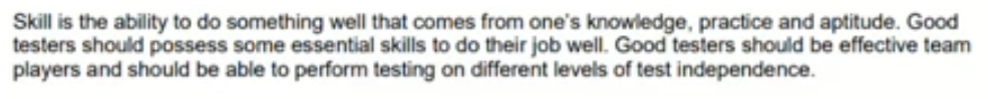 Skill is the ability to do something well that comes from one's knowledge, practice and aptitude. Good
testers should possess some essential skills to do their job well. Good testers should be effective team
players and should be able to perform testing on different levels of test independence.